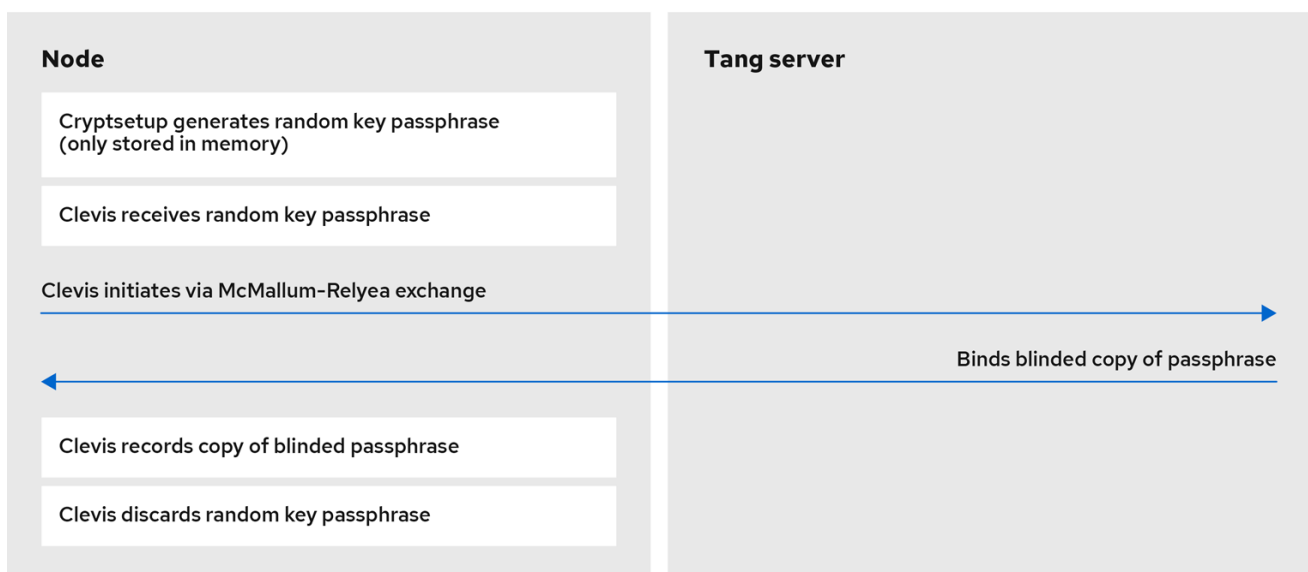 Node
Cryptsetup generates random key passphrase
(only stored in memory)
Clevis receives random key passphrase
Clevis initiates via McMallum-Relyea exchange
Clevis records copy of blinded passphrase
Clevis discards random key passphrase
Tang server
Binds blinded copy of passphrase